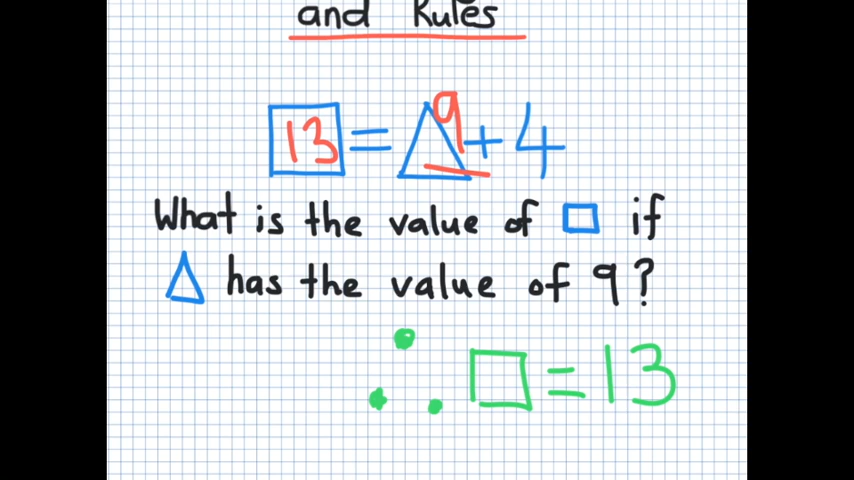 and Rules
□ 13 = △ 9 + 4
What is the value of □ if
△ has the value of 9?
∴ □ = 13